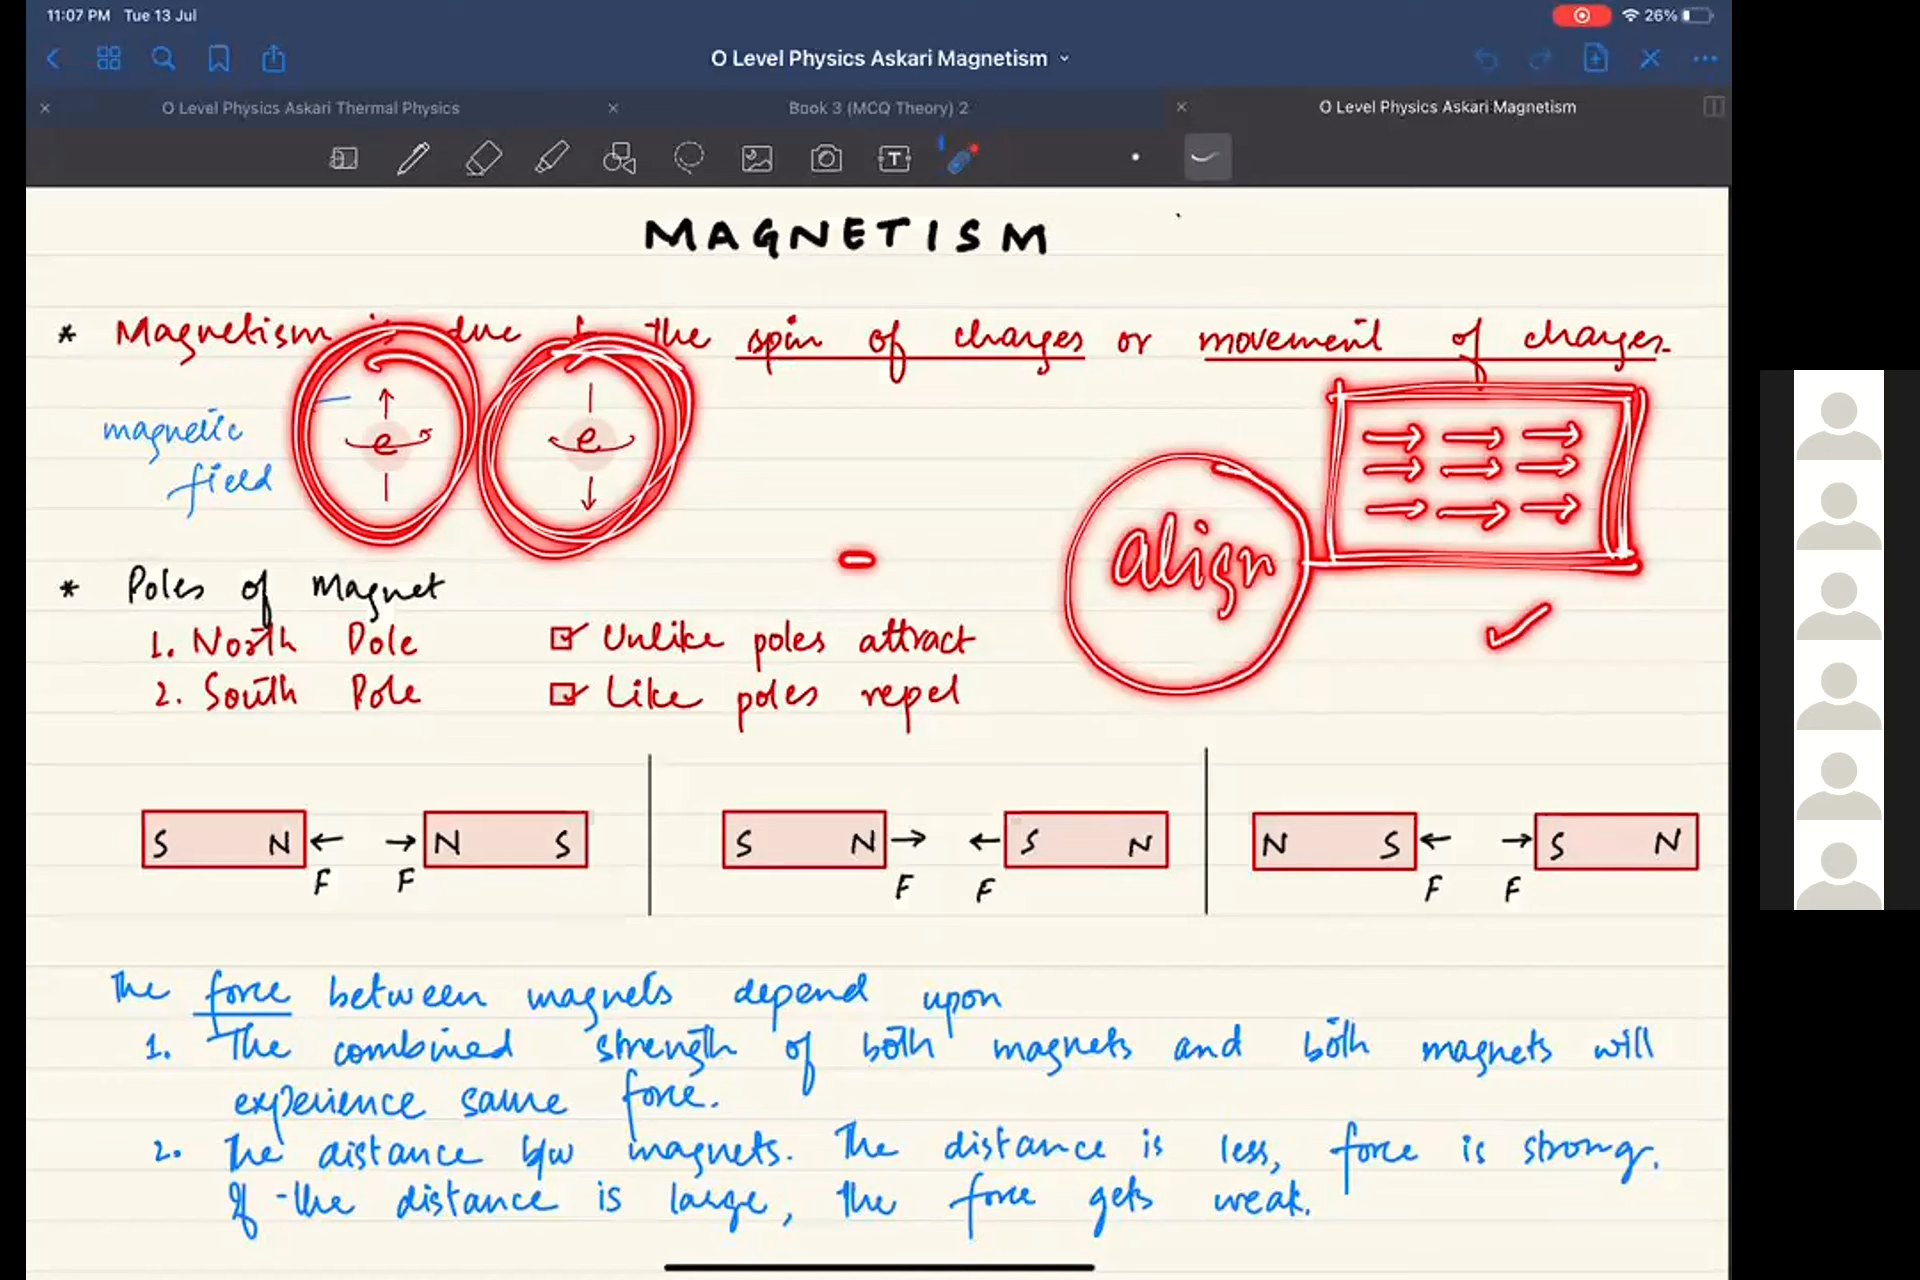 11:07 PM Tue 13 Jul
26%
O Level Physics Askari Magnetism
O Level Physics Askari Thermal Physics
Book 3 (MCQ Theory) 2
O Level Physics Askari Magnetism
T
MAGNETISM
* Magnetism is due to the spin of charges or movement of charges.
magnetic
field
e
e
align
* Poles of Magnet
1. North Pole
Unlike poles attract
2. South Pole
Like poles repel
S N N S
S N S N
N S S N
F F F F F F
The force between magnets depend upon
1. The combined strength of both magnets and both magnets will
experience same force.
2. The distance b/w magnets. The distance is less, force is strong.
If the distance is large, the force gets weak.